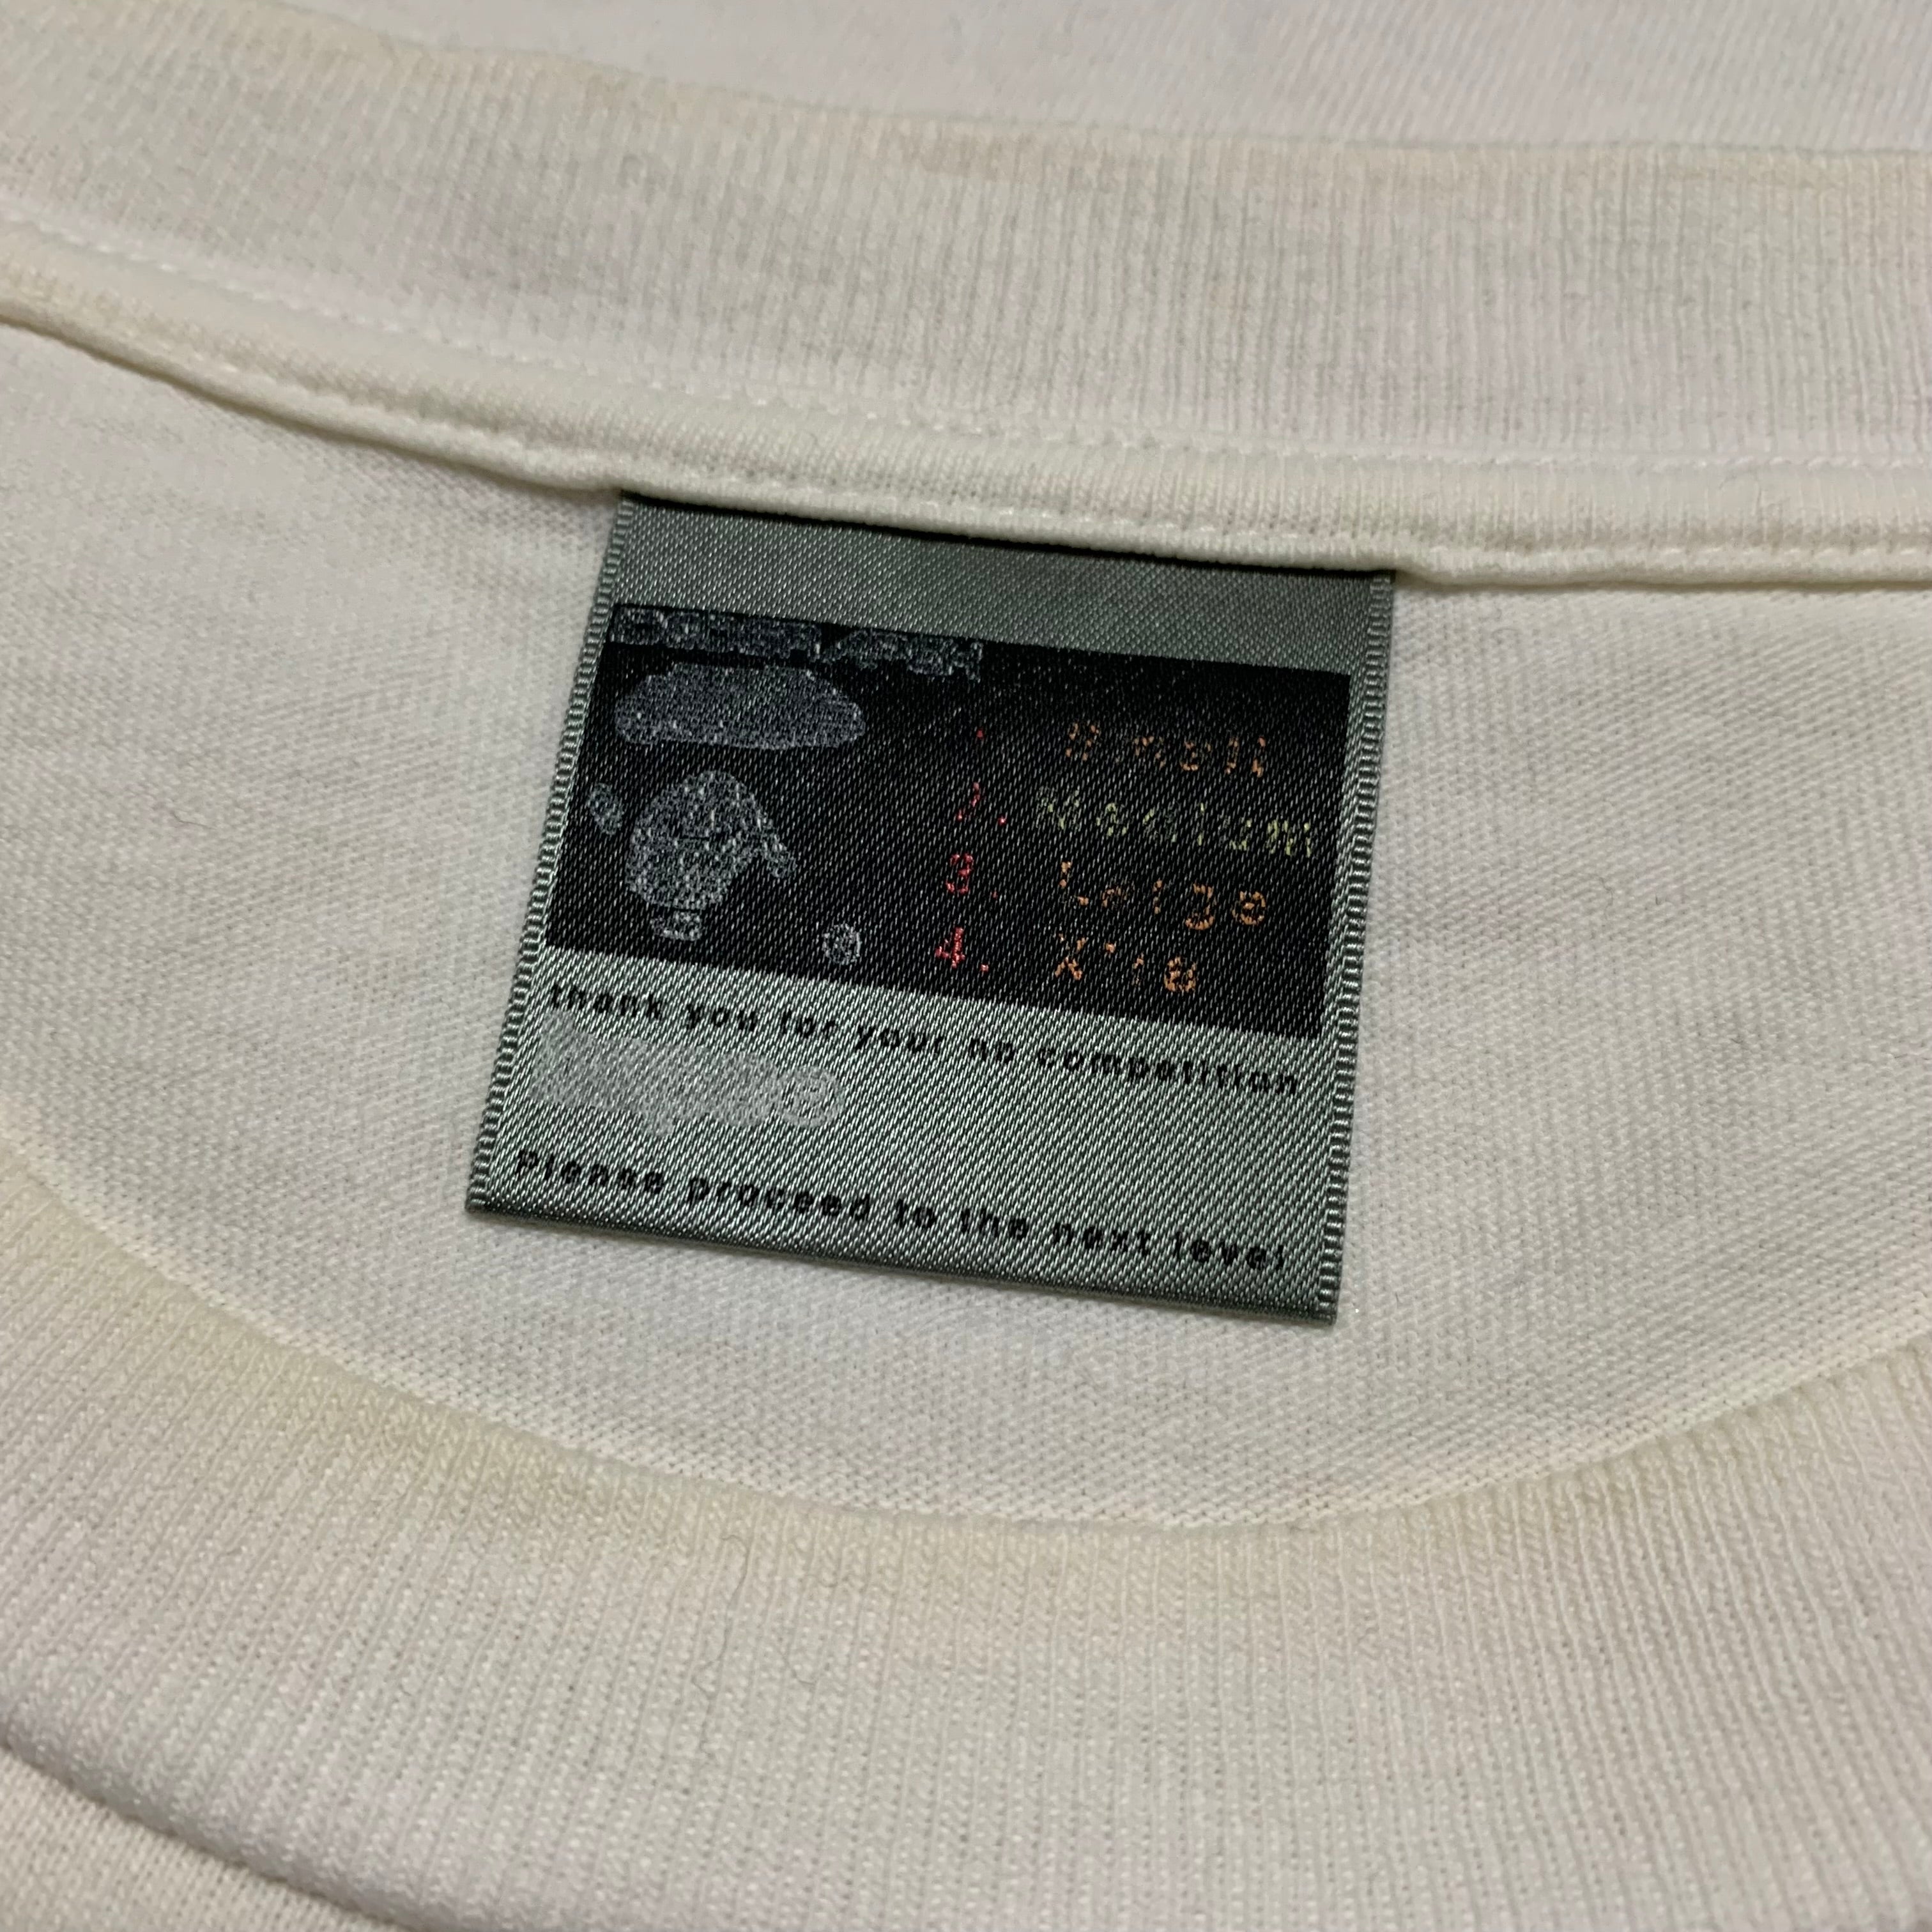 1. Small
2. Medium
3. Large
4. X'tra
thank you for your no competition
Please proceed to the next level